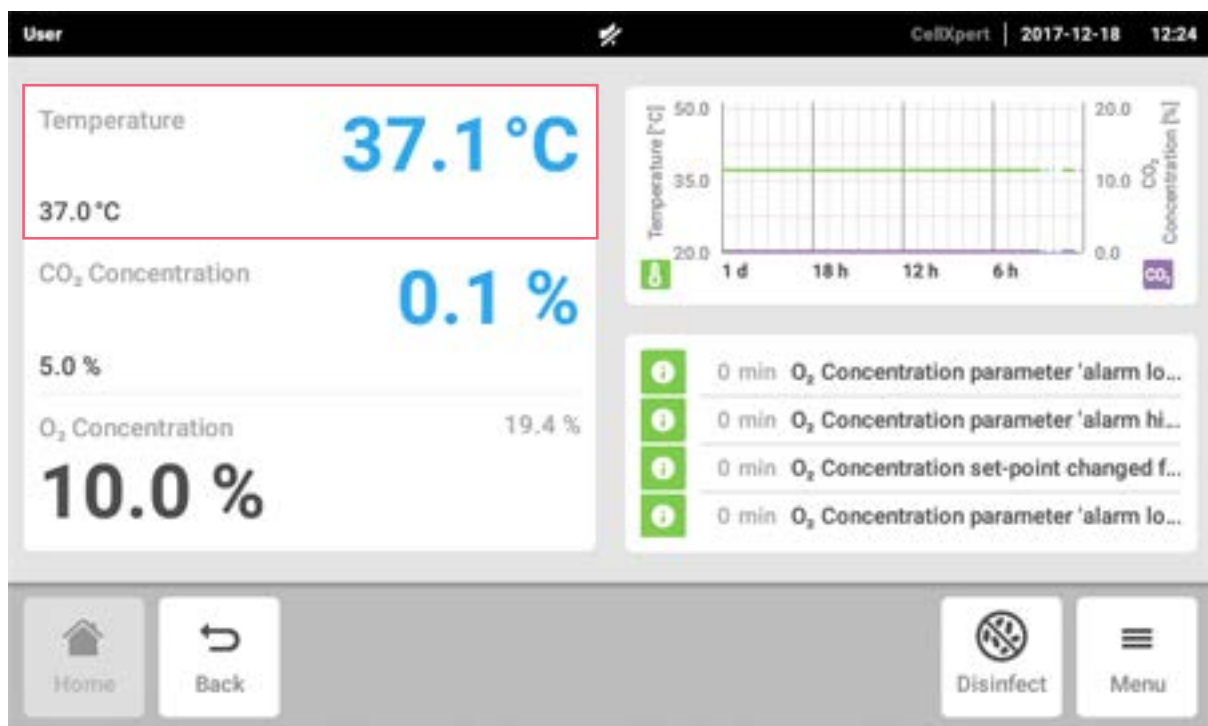 User CellXpert | 2017-12-18 12:24
Temperature
37.1°C
37.0°C
CO₂ Concentration
0.1 %
5.0 %
O₂ Concentration 19.4 %
10.0 %
Temperature [°C]
50.0
35.0
20.0
20.0
10.0
0.0
CO₂
Concentration [%]
1 d 18 h 12 h 6 h
CO₂
0 min O₂ Concentration parameter 'alarm lo...
0 min O₂ Concentration parameter 'alarm hi...
0 min O₂ Concentration set-point changed f...
0 min O₂ Concentration parameter 'alarm lo...
Home
Back
Disinfect
Menu